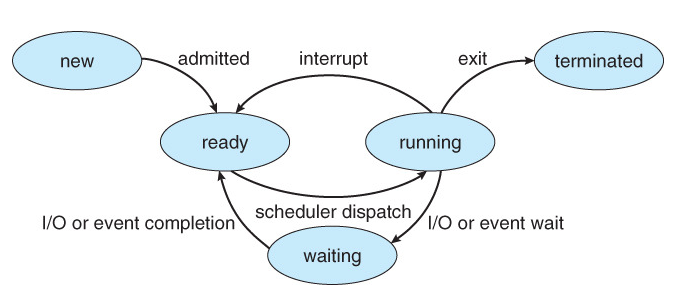 new
admitted
interrupt
exit
terminated
ready
running
I/O or event completion
scheduler dispatch
I/O or event wait
waiting